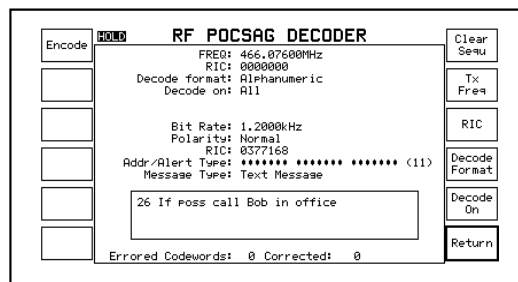 Encode
HOLD RF POCSAG DECODER
FREQ: 466.07600MHz
RIC: 0000000
Decode format: Alphanumeric
Decode on: All
Bit Rate: 1.2000kHz
Polarity: Normal
RIC: 0377168
Addr/Alert Type: ♦♦♦♦♦♦♦ ♦♦♦♦♦♦♦ ♦♦♦♦♦♦♦ (11)
Message Type: Text Message
26 If poss call Bob in office
Errored Codewords: 0 Corrected: 0
Clear
Sequ
Tx
Freq
RIC
Decode
Format
Decode
On
Return